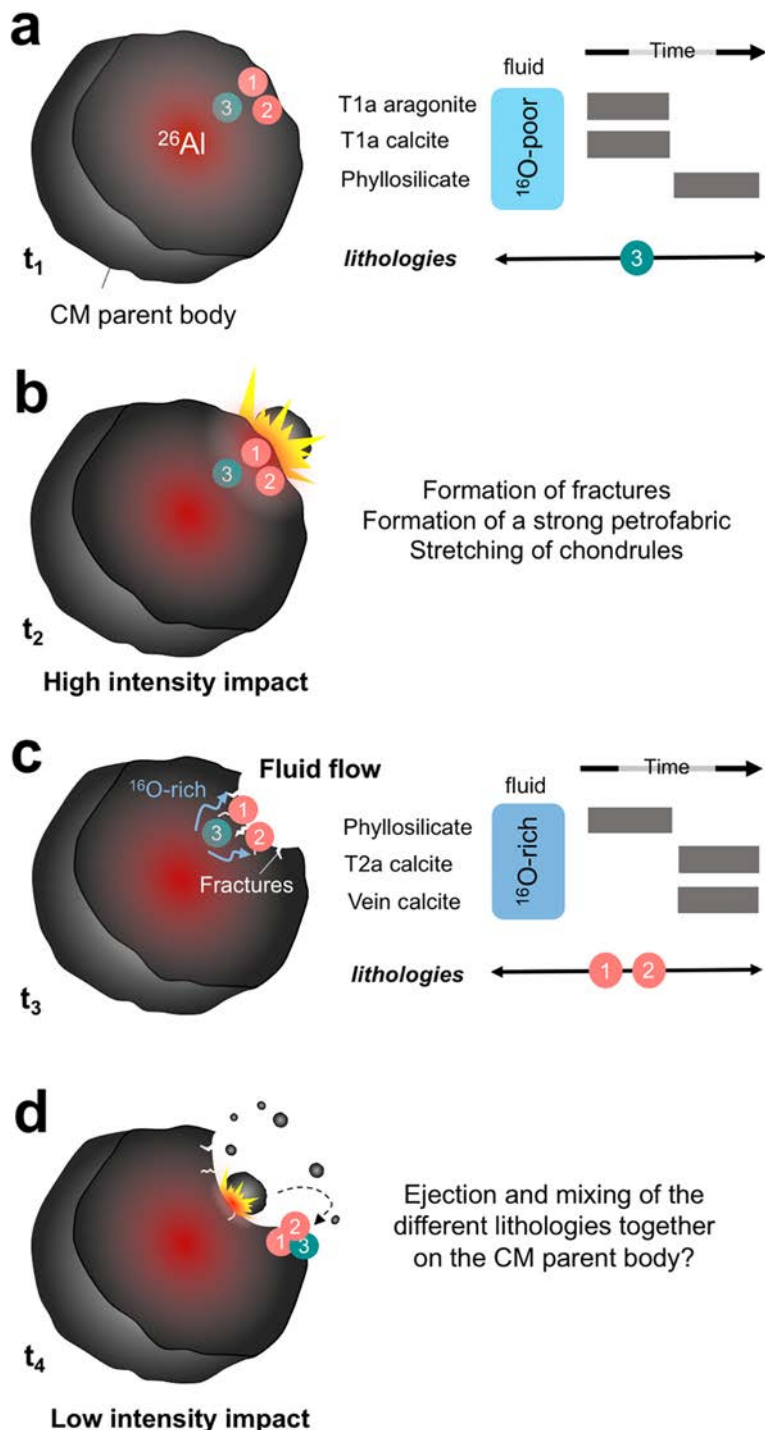 a
1
3
2
²⁶Al
t₁
CM parent body
Time
fluid
T1a aragonite
T1a calcite
Phyllosilicate
¹⁶O-poor
lithologies
3
b
1
3
2
t₂
High intensity impact
Formation of fractures
Formation of a strong petrofabric
Stretching of chondrules
c
Fluid flow
¹⁶O-rich
1
3
2
Fractures
t₃
Time
fluid
Phyllosilicate
T2a calcite
Vein calcite
¹⁶O-rich
lithologies
1 2
d
2
1
3
t₄
Low intensity impact
Ejection and mixing of the
different lithologies together
on the CM parent body?